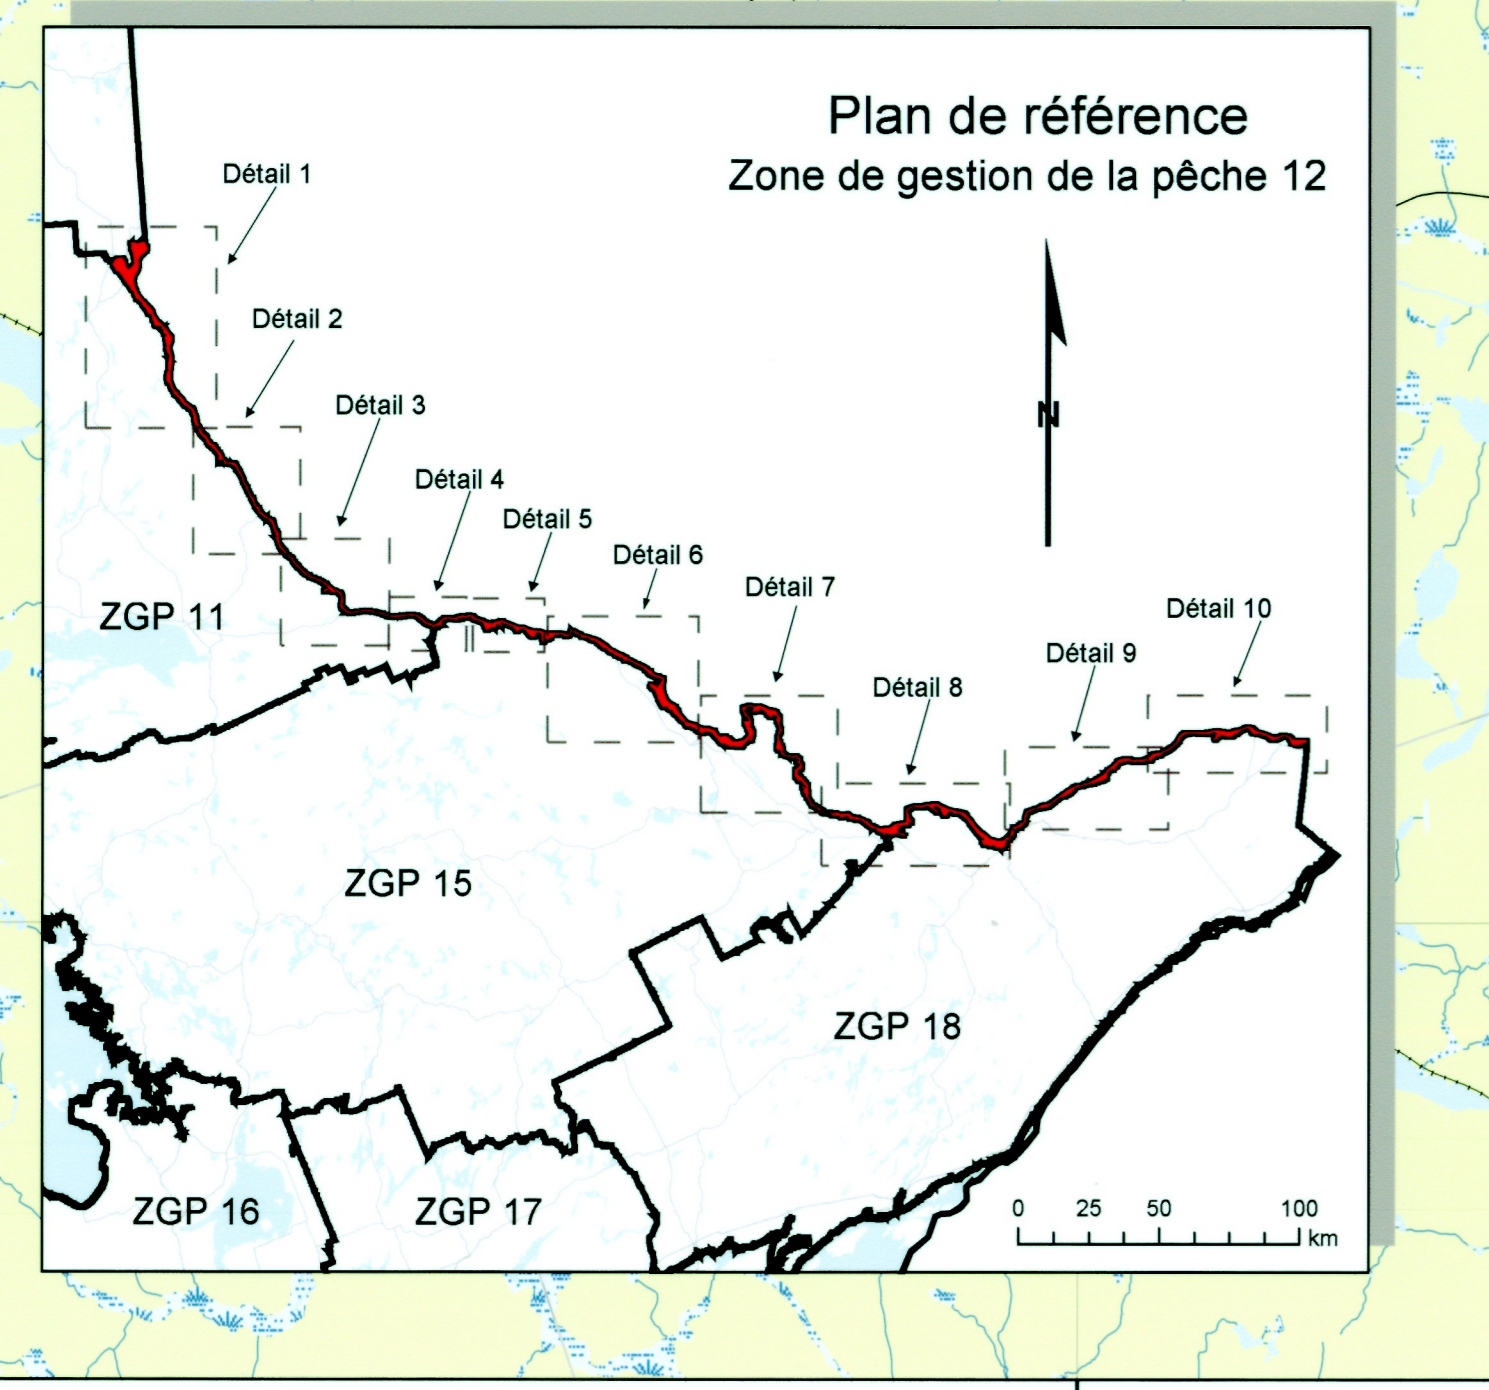 Plan de référence
Zone de gestion de la pêche 12
Détail 1
Détail 2
Détail 3
Détail 4
Détail 5
Détail 6
Détail 7
Détail 8
Détail 9
Détail 10
N
ZGP 11
ZGP 15
ZGP 18
ZGP 16
ZGP 17
0 25 50 100
km